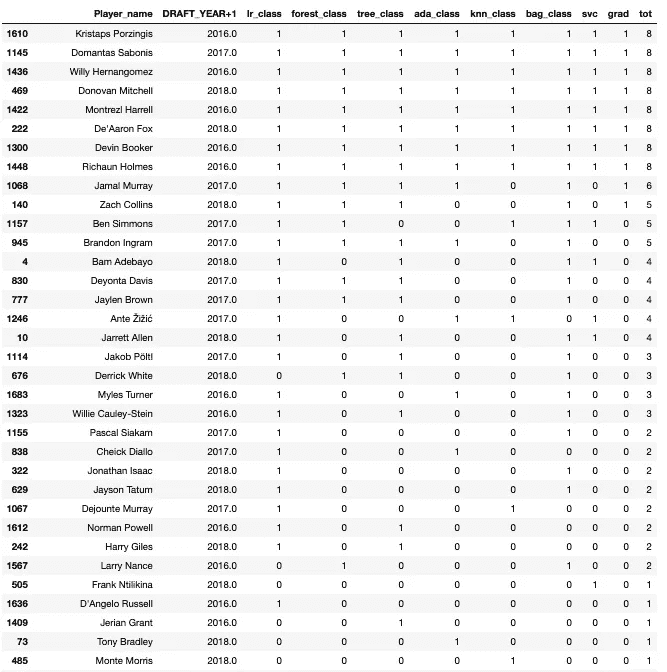 Player_name DRAFT_YEAR+1 lr_class forest_class tree_class ada_class knn_class bag_class svc grad tot
1610 Kristaps Porzingis 2016.0 1 1 1 1 1 1 1 1 8
1145 Domantas Sabonis 2017.0 1 1 1 1 1 1 1 1 8
1436 Willy Hernangomez 2016.0 1 1 1 1 1 1 1 1 8
469 Donovan Mitchell 2018.0 1 1 1 1 1 1 1 1 8
1422 Montrezl Harrell 2016.0 1 1 1 1 1 1 1 1 8
222 De'Aaron Fox 2018.0 1 1 1 1 1 1 1 1 8
1300 Devin Booker 2016.0 1 1 1 1 1 1 1 1 8
1448 Richaun Holmes 2016.0 1 1 1 1 1 1 1 1 8
1068 Jamal Murray 2017.0 1 1 1 1 0 1 0 1 6
140 Zach Collins 2018.0 1 1 1 0 0 1 0 1 5
1157 Ben Simmons 2017.0 1 1 0 0 1 1 1 0 5
945 Brandon Ingram 2017.0 1 1 1 1 0 1 0 0 5
4 Bam Adebayo 2018.0 1 0 1 0 0 1 1 0 4
830 Deyonta Davis 2017.0 1 1 1 0 0 1 0 0 4
777 Jaylen Brown 2017.0 1 1 1 0 0 1 0 0 4
1246 Ante Žižić 2017.0 1 0 0 1 1 0 1 0 4
10 Jarrett Allen 2018.0 1 0 1 0 0 1 1 0 4
1114 Jakob Pöltl 2017.0 1 0 1 0 0 1 0 0 3
676 Derrick White 2018.0 0 1 1 0 0 1 0 0 3
1683 Myles Turner 2016.0 1 0 0 1 0 1 0 0 3
1323 Willie Cauley-Stein 2016.0 1 0 1 0 0 1 0 0 3
1155 Pascal Siakam 2017.0 1 0 0 0 0 1 0 0 2
838 Cheick Diallo 2017.0 1 0 0 1 0 0 0 0 2
322 Jonathan Isaac 2018.0 1 0 0 0 0 1 0 0 2
629 Jayson Tatum 2018.0 1 0 0 0 0 1 0 0 2
1067 Dejounte Murray 2017.0 1 0 0 0 1 0 0 0 2
1612 Norman Powell 2016.0 1 0 1 0 0 0 0 0 2
242 Harry Giles 2018.0 1 0 1 0 0 0 0 0 2
1567 Larry Nance 2016.0 0 1 0 0 0 1 0 0 2
505 Frank Ntilikina 2018.0 0 0 0 0 0 0 1 0 1
1636 D'Angelo Russell 2016.0 1 0 0 0 0 0 0 0 1
1409 Jerian Grant 2016.0 0 0 1 0 0 0 0 0 1
73 Tony Bradley 2018.0 0 0 0 1 0 0 0 0 1
485 Monte Morris 2018.0 0 0 0 0 1 0 0 0 1